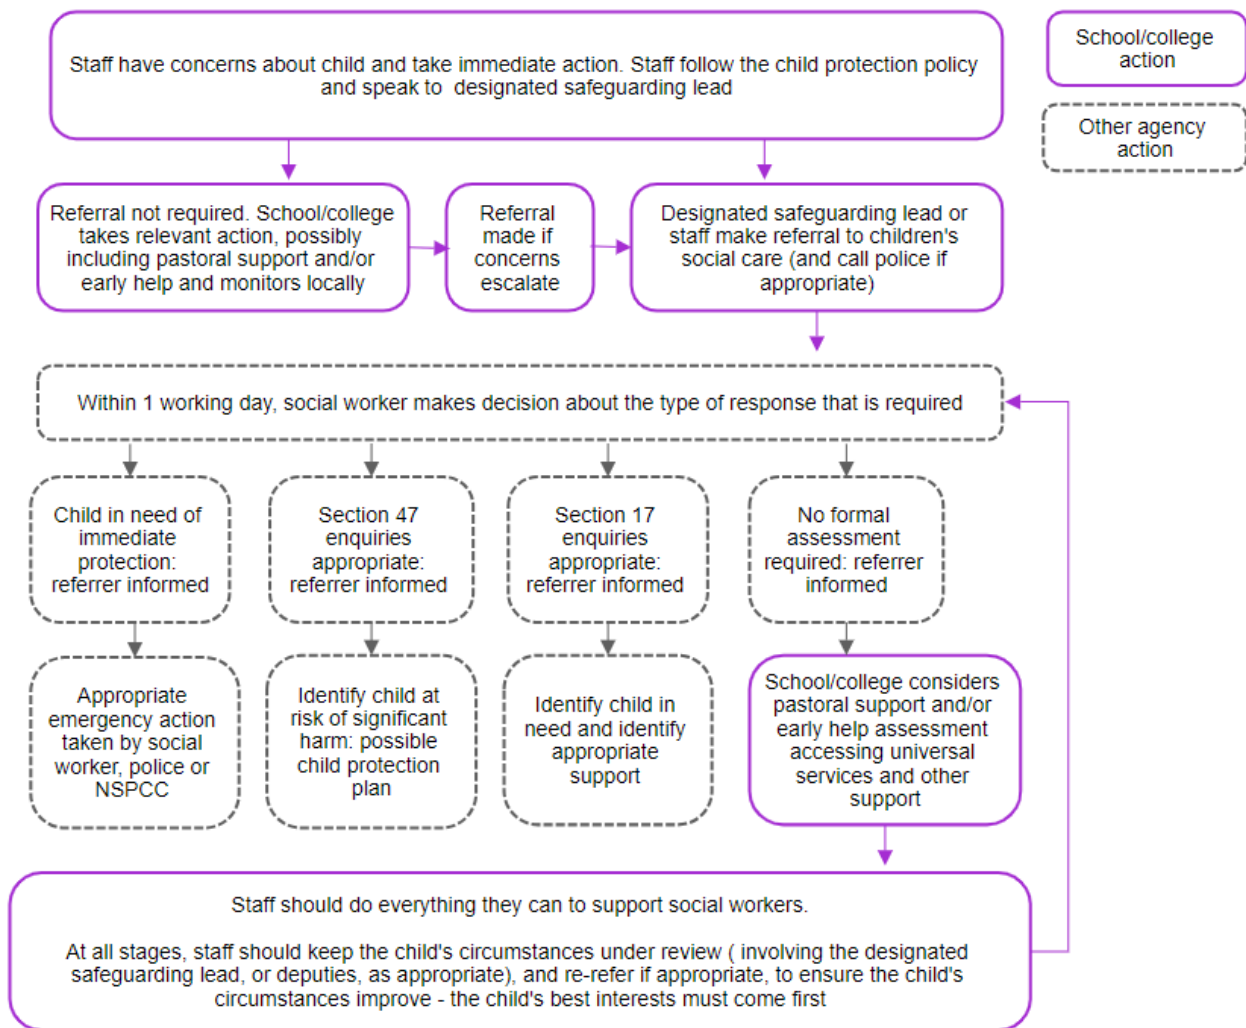 Staff have concerns about child and take immediate action. Staff follow the child protection policy
and speak to  designated safeguarding lead
School/college
action
Other agency
action
Referral not required. School/college
takes relevant action, possibly
including pastoral support and/or
early help and monitors locally
Referral
made if
concerns
escalate
Designated safeguarding lead or
staff make referral to children's
social care (and call police if
appropriate)
Within 1 working day, social worker makes decision about the type of response that is required
Child in need of
immediate
protection:
referrer informed
Section 47
enquiries
appropriate:
referrer informed
Section 17
enquiries
appropriate:
referrer informed
No formal
assessment
required: referrer
informed
Appropriate
emergency action
taken by social
worker, police or
NSPCC
Identify child at
risk of significant
harm: possible
child protection
plan
Identify child in
need and identify
appropriate
support
School/college considers
pastoral support and/or
early help assessment
accessing universal
services and other
support
Staff should do everything they can to support social workers.
At all stages, staff should keep the child's circumstances under review ( involving the designated
safeguarding lead, or deputies, as appropriate), and re-refer if appropriate, to ensure the child's
circumstances improve - the child's best interests must come first